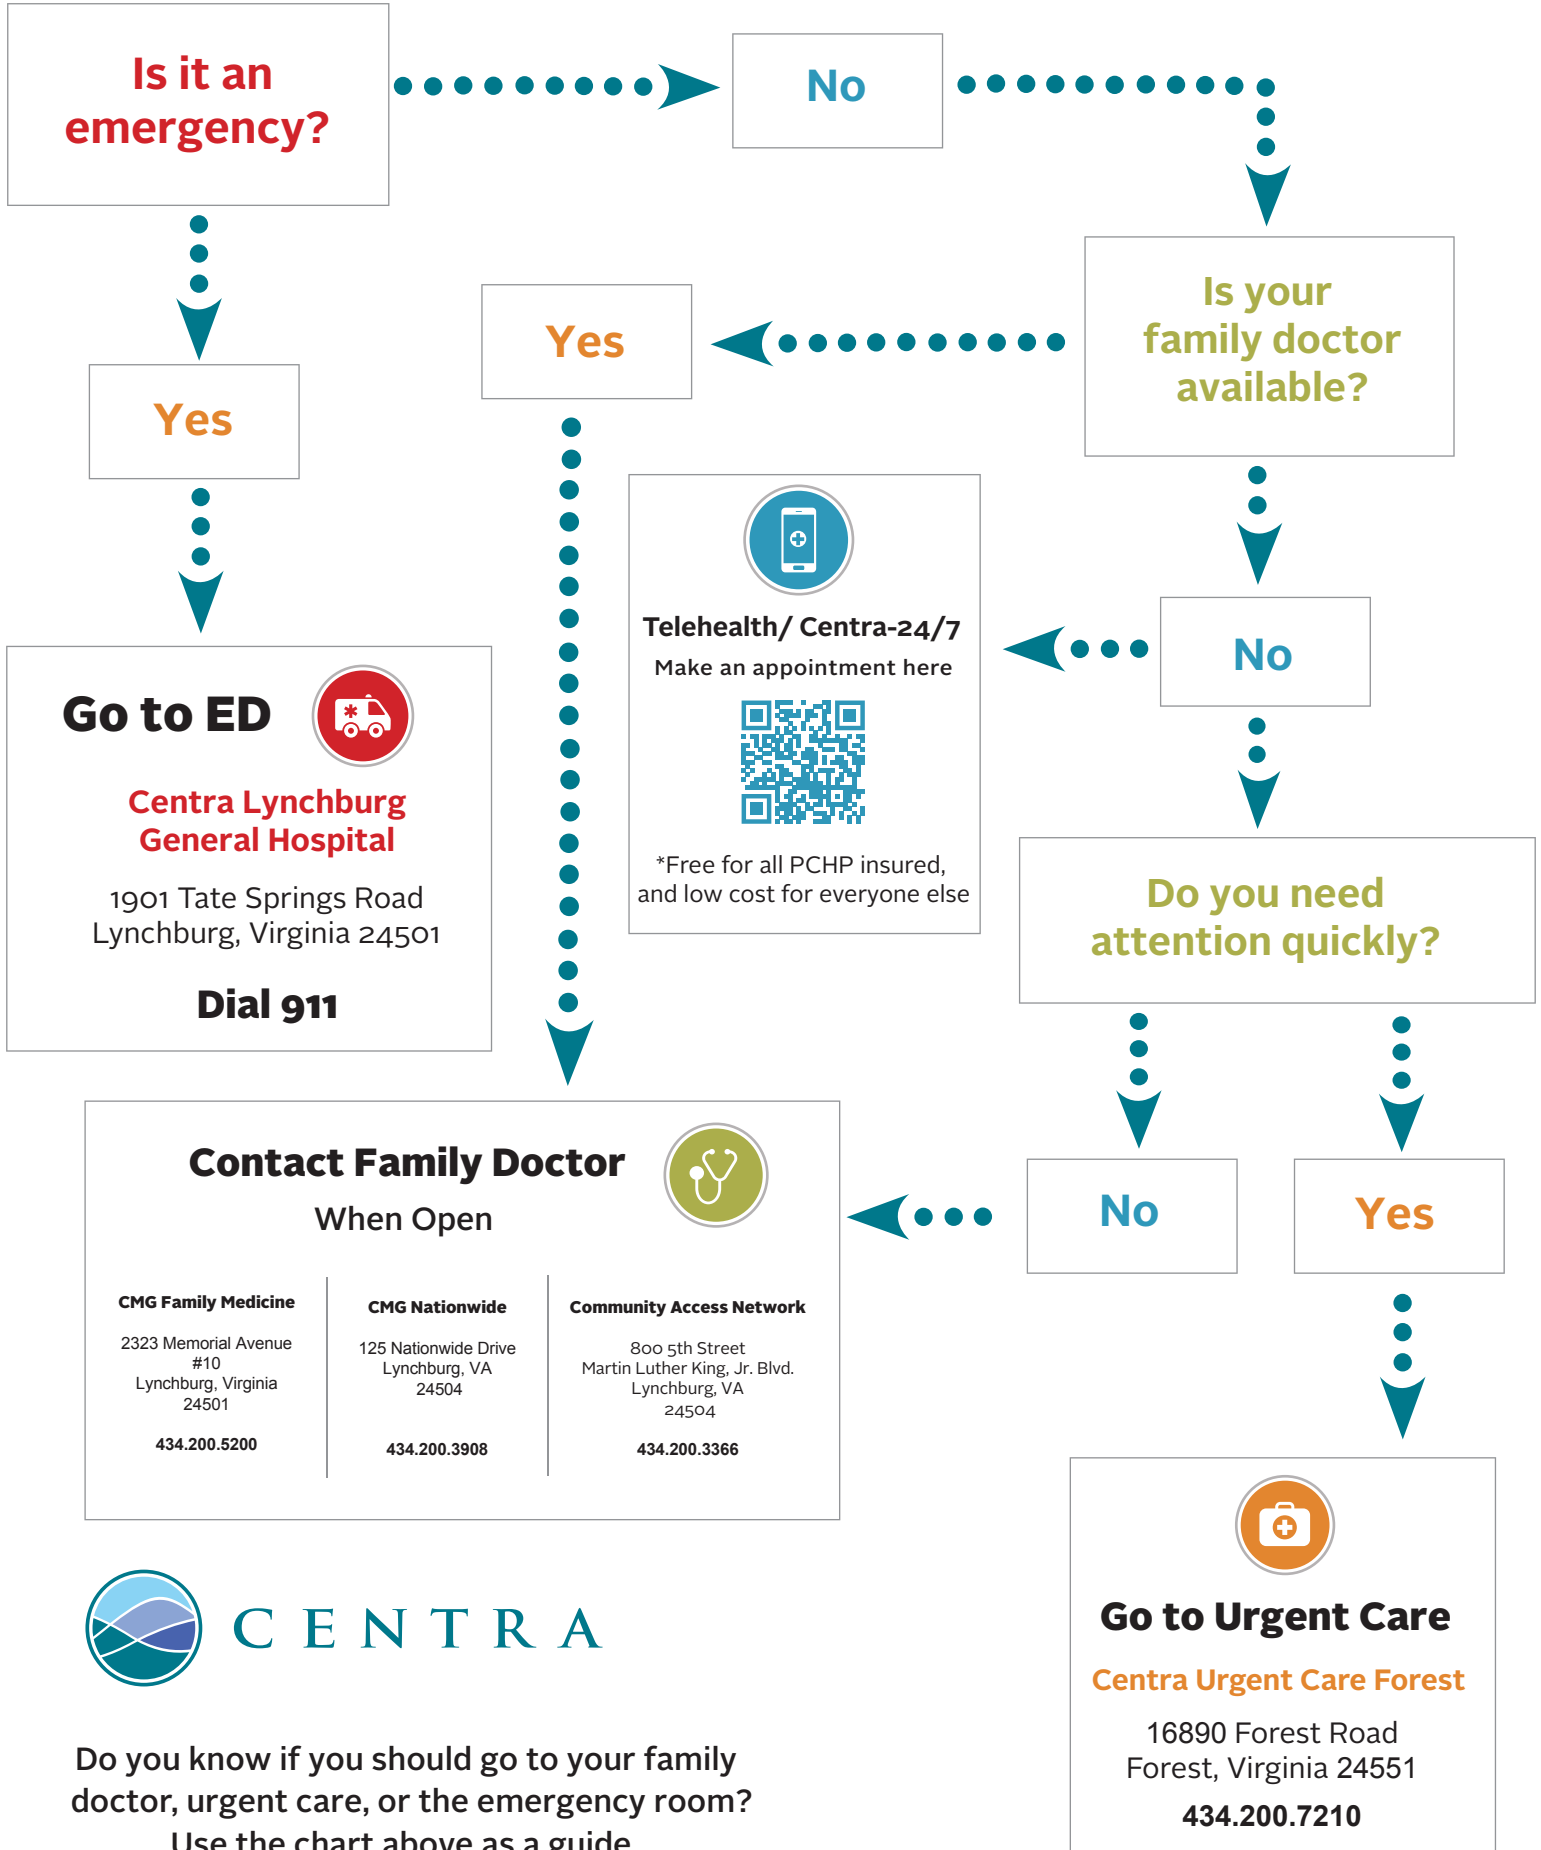 Is it an
emergency?
No
Is your
family doctor
available?
Yes
Yes
Telehealth/ Centra-24/7
Make an appointment here
*Free for all PCHP insured,
and low cost for everyone else
No
Go to ED
Centra Lynchburg
General Hospital
1901 Tate Springs Road
Lynchburg, Virginia 24501
Dial 911
Do you need
attention quickly?
No
Yes
Contact Family Doctor
When Open
CMG Family Medicine
2323 Memorial Avenue
#10
Lynchburg, Virginia
24501
434.200.5200
CMG Nationwide
125 Nationwide Drive
Lynchburg, VA
24504
434.200.3908
Community Access Network
800 5th Street
Martin Luther King, Jr. Blvd.
Lynchburg, VA
24504
434.200.3366
Go to Urgent Care
Centra Urgent Care Forest
16890 Forest Road
Forest, Virginia 24551
434.200.7210
CENTRA
Do you know if you should go to your family
doctor, urgent care, or the emergency room?
Use the chart above as a guide